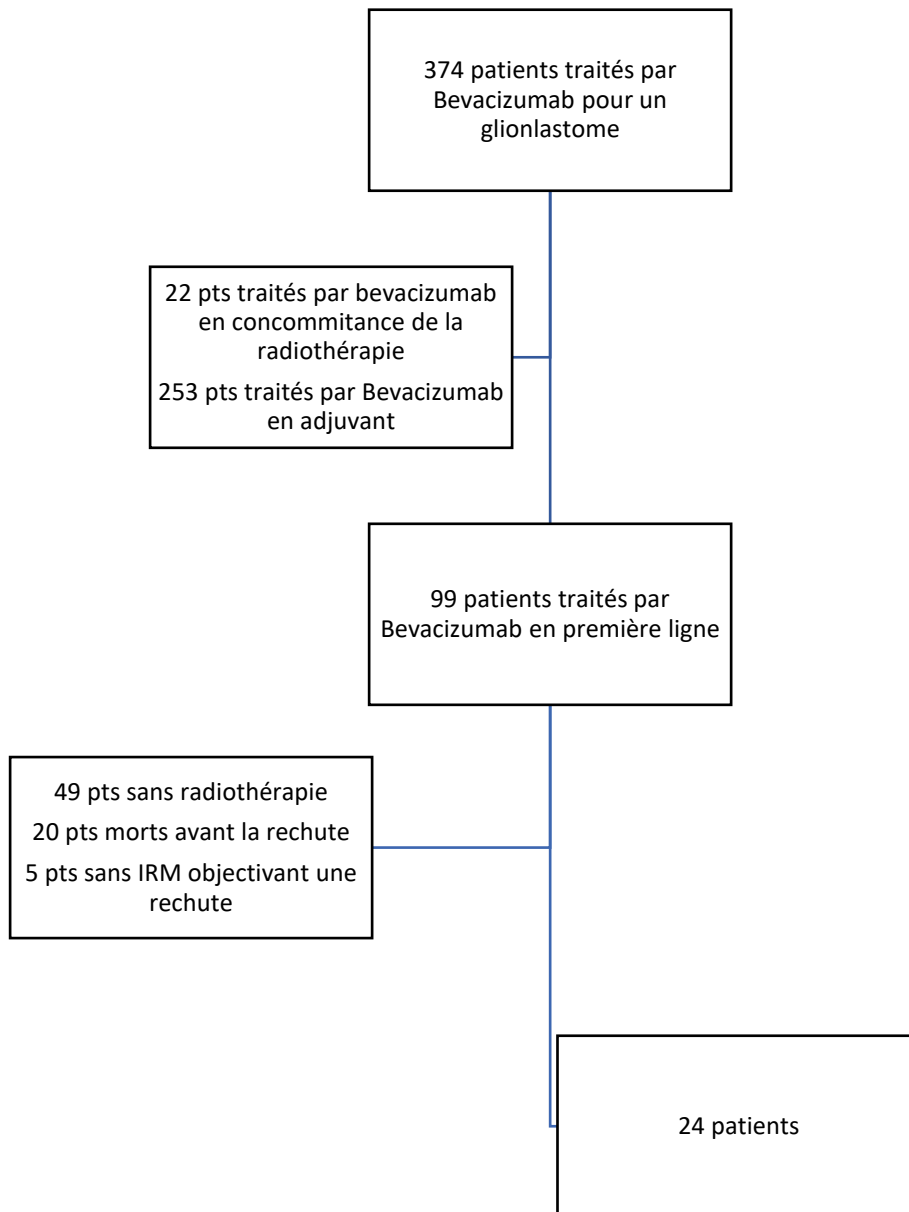 374 patients traités par
Bevacizumab pour un
glionlastome
22 pts traités par bevacizumab
en concommitance de la
radiothérapie
253 pts traités par Bevacizumab
en adjuvant
99 patients traités par
Bevacizumab en première ligne
49 pts sans radiothérapie
20 pts morts avant la rechute
5 pts sans IRM objectivant une
rechute
24 patients